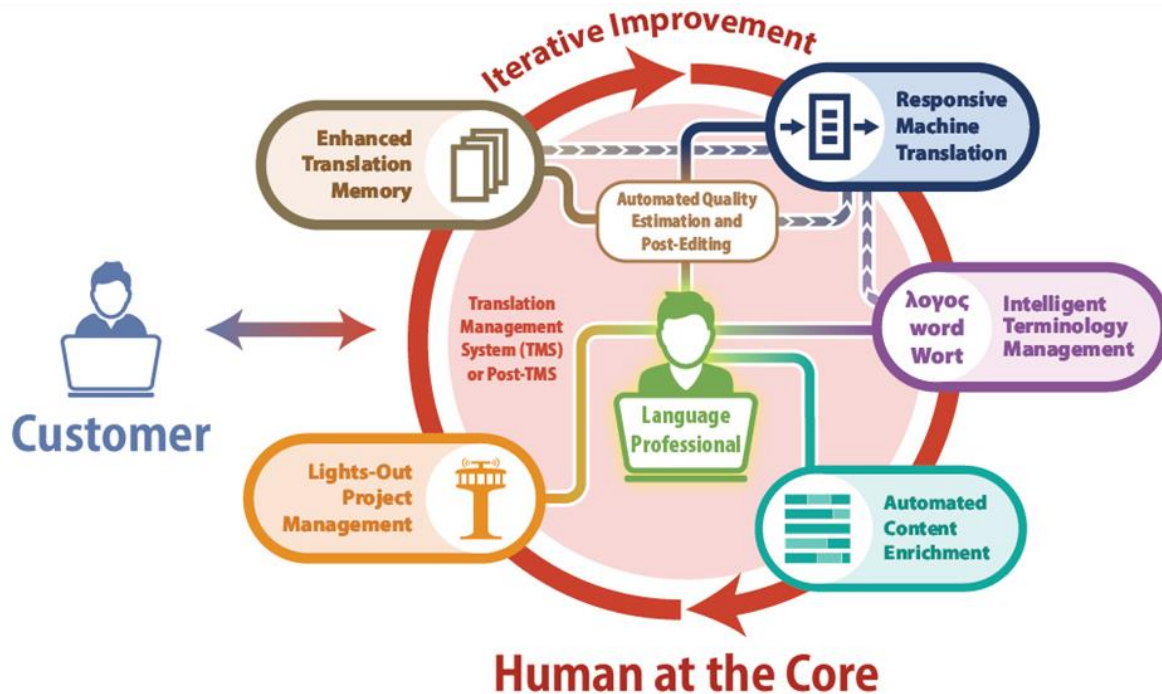 Iterative Improvement
Enhanced
Translation
Memory
Responsive
Machine
Translation
Automated Quality
Estimation and
Post-Editing
Translation
Management
System (TMS)
or Post-TMS
λογος
word
Wort
Intelligent
Terminology
Management
Customer
Language
Professional
Lights-Out
Project
Management
Automated
Content
Enrichment
Human at the Core